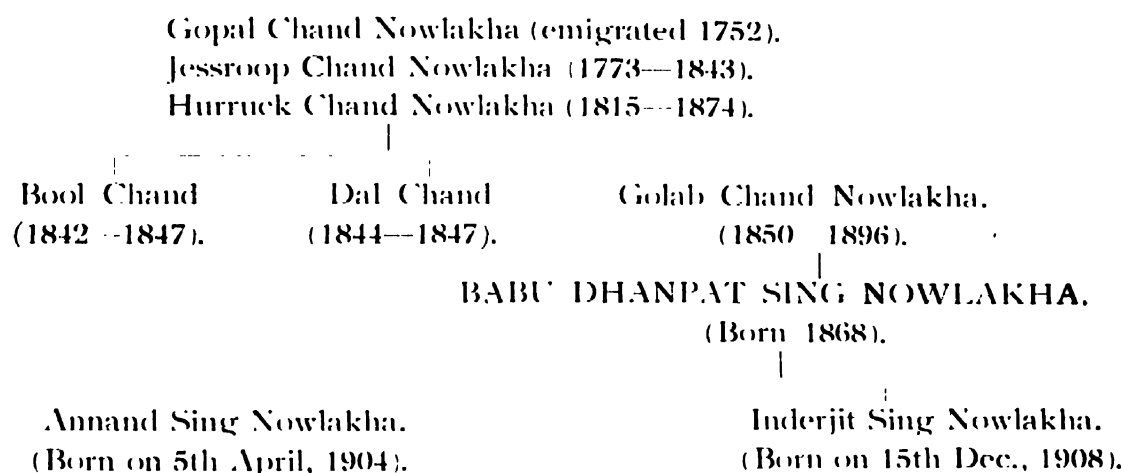 Gopal Chand Nowlakha (emigrated 1752).
Jessroop Chand Nowlakha (1773—1843).
Hurruck Chand Nowlakha (1815—1874).
Bool Chand Dal Chand Golab Chand Nowlakha.
(1842—1847). (1844—1847). (1850 1896).
BABU DHANPAT SING NOWLAKHA.
(Born 1868).
Annand Sing Nowlakha. Inderjit Sing Nowlakha.
(Born on 5th April, 1904). (Born on 15th Dec., 1908).